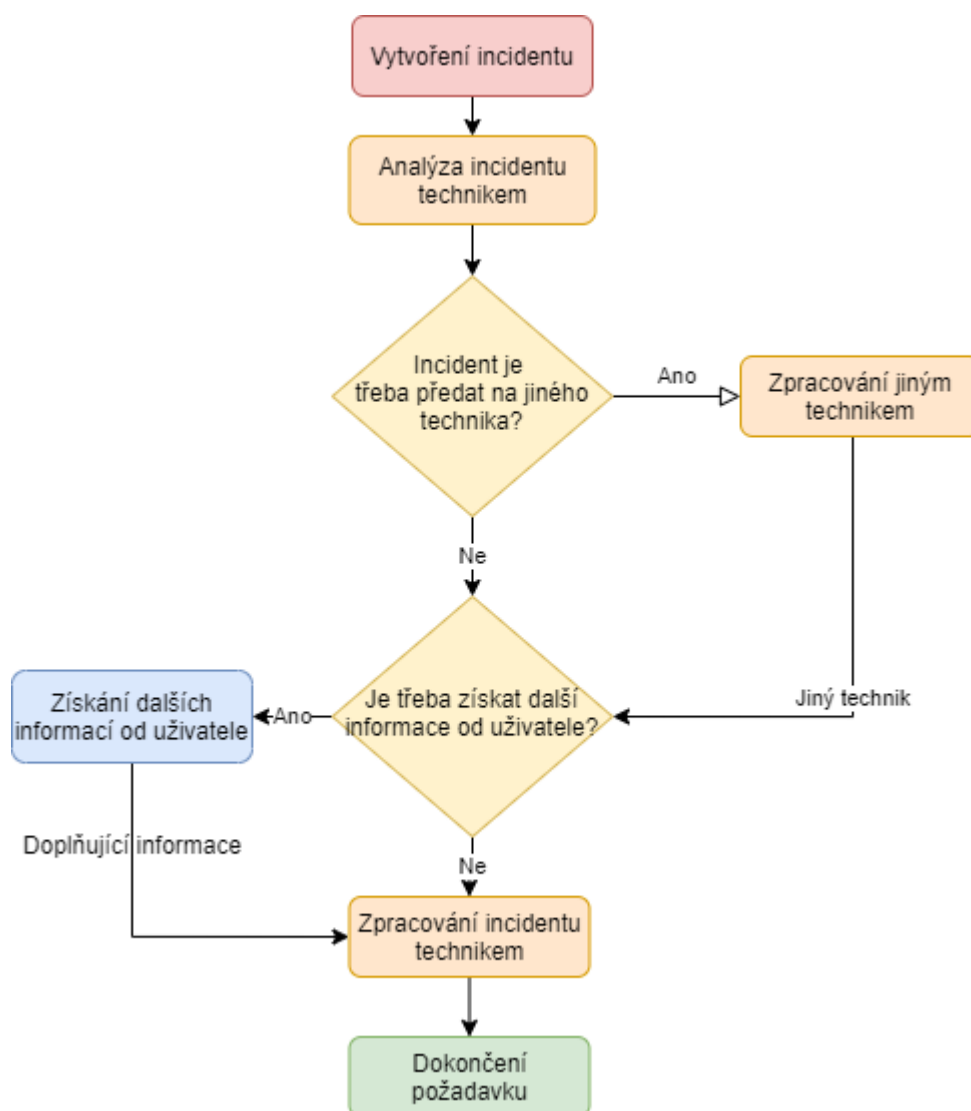 Vytvoření incidentu
Analýza incidentu
technikem
Incident je
třeba předat na jiného
technika?
Ano
Zpracování jiným
technikem
Ne
Je třeba získat další
informace od uživatele?
Jiný technik
Ano
Získání dalších
informací od uživatele
Doplňující informace
Ne
Zpracování incidentu
technikem
Dokončení
požadavku